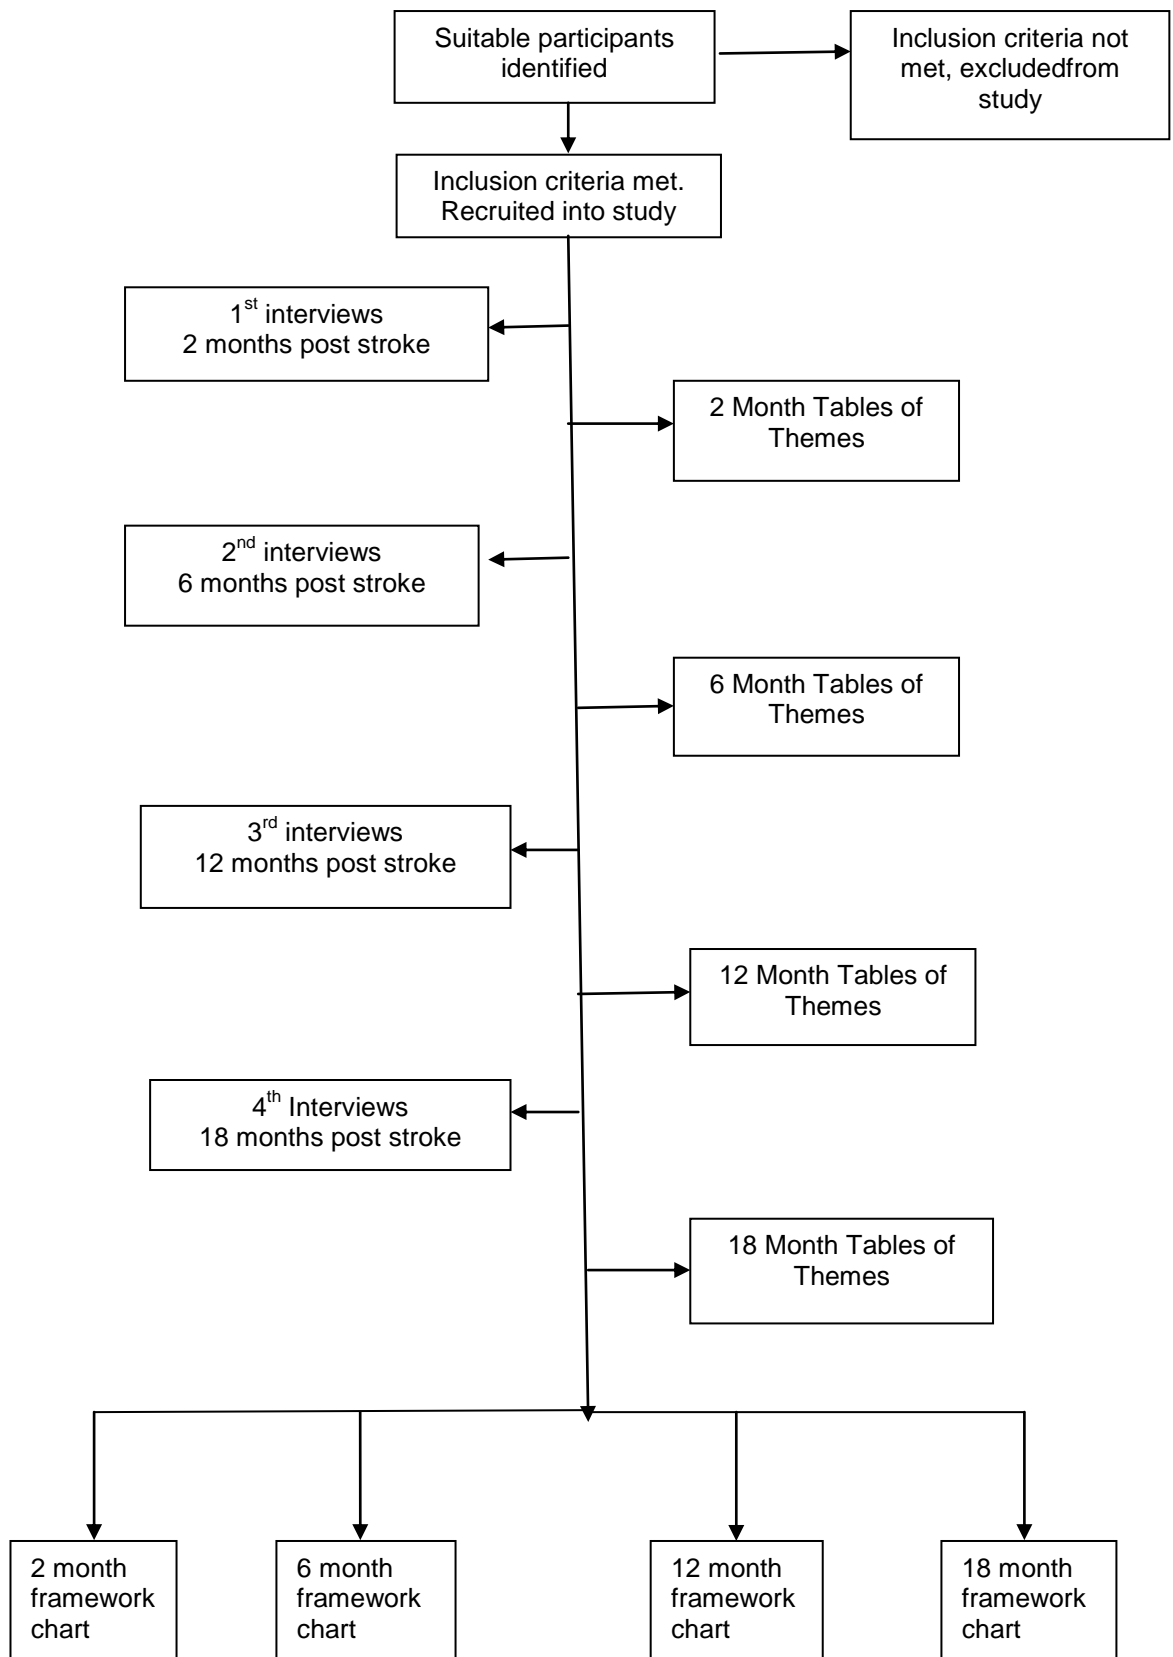 Suitable participants
identified
Inclusion criteria not
met, excludedfrom
study
Inclusion criteria met.
Recruited into study
1st interviews
2 months post stroke
2 Month Tables of
Themes
2nd interviews
6 months post stroke
6 Month Tables of
Themes
3rd interviews
12 months post stroke
12 Month Tables of
Themes
4th Interviews
18 months post stroke
18 Month Tables of
Themes
2 month
framework
chart
6 month
framework
chart
12 month
framework
chart
18 month
framework
chart